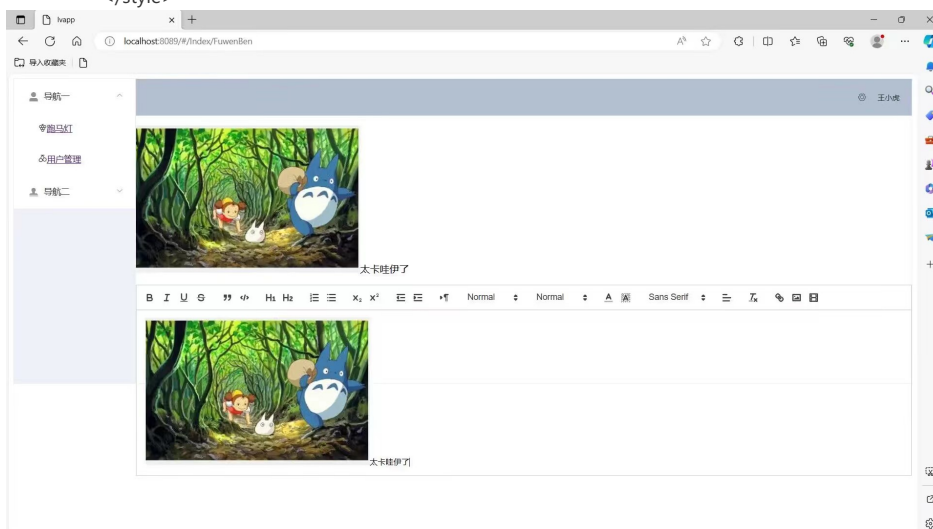 </style>
lvapp
localhost:8089/#/Index/FuwenBen
导入收藏夹
导航一
王小虎
跑马灯
用户管理
导航二
太卡哇伊了
B I U S ” </> H1 H2 X2 X² ¶ Normal Normal A A Sans Serif Tx
太卡哇伊了